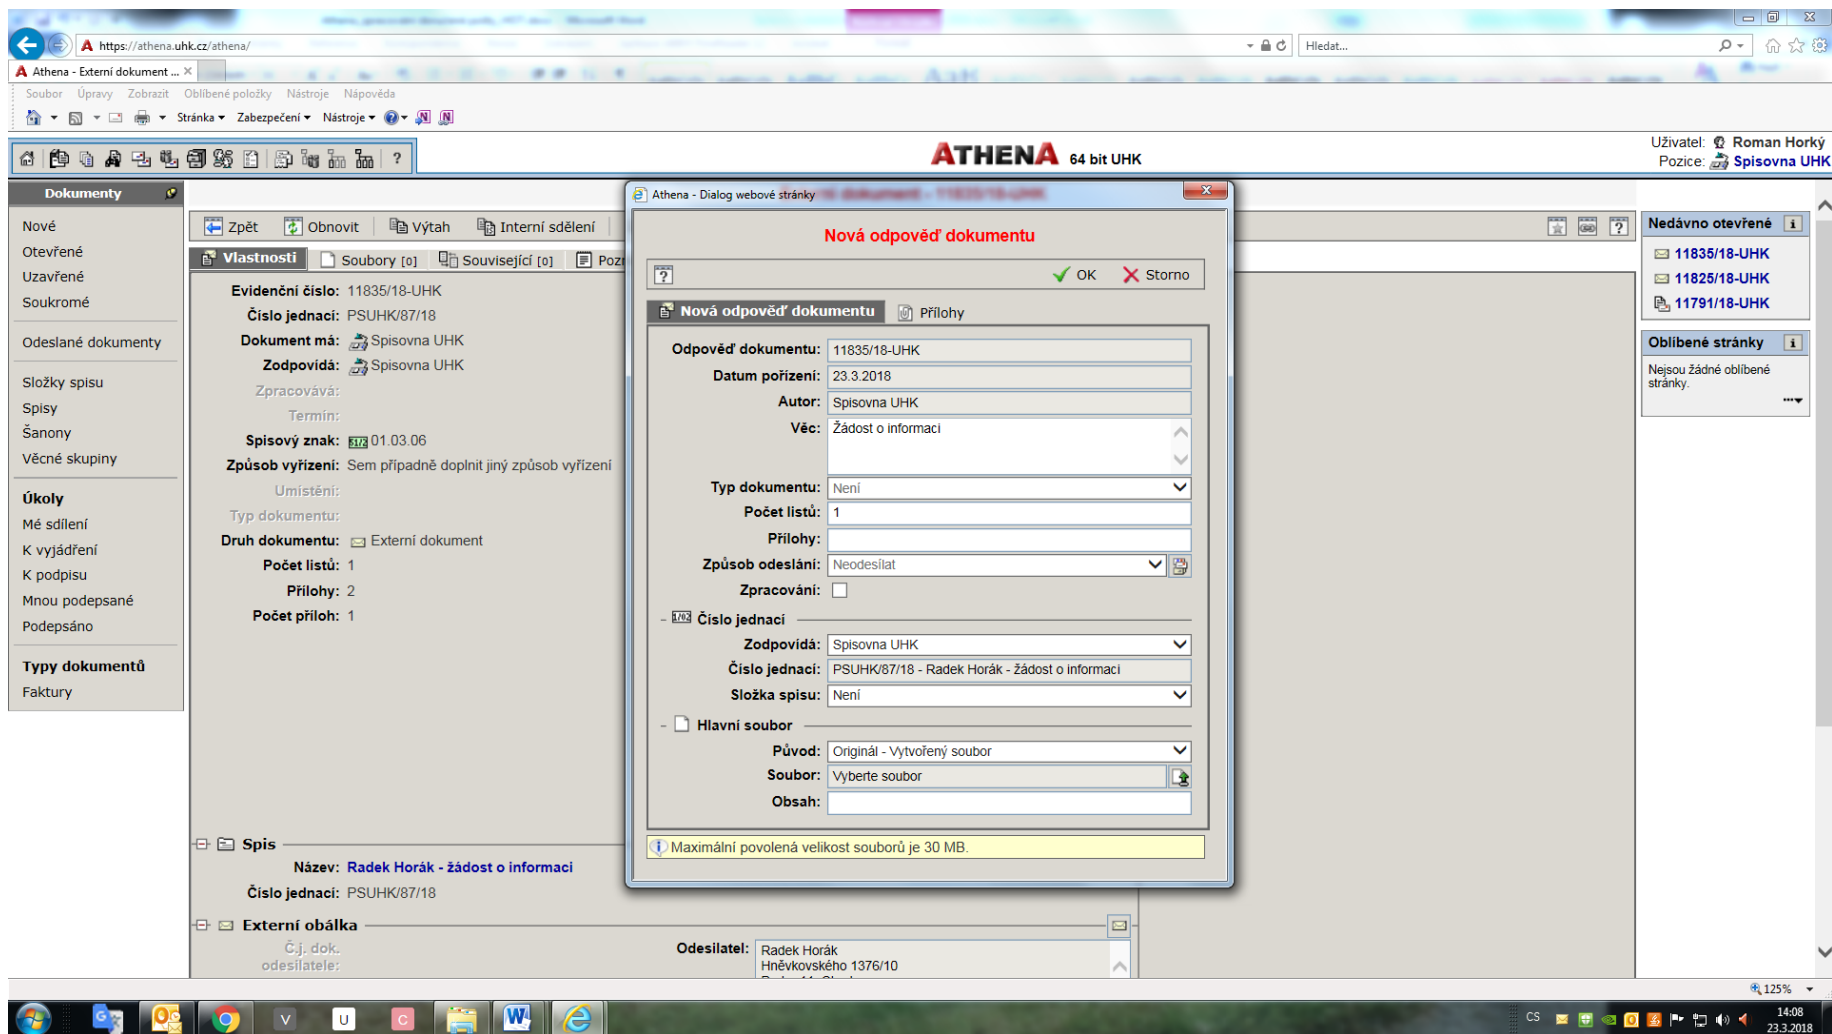 https://athena.uhk.cz/athena/
Hledat...
Athena - Externí dokument ...
Soubor Úpravy Zobrazit Oblíbené položky Nástroje Nápověda
Stránka Zabezpečení Nástroje
ATHENA 64 bit UHK
Uživatel: Roman Horký
Pozice: Spisovna UHK
Dokumenty
Nové
Otevřené
Uzavřené
Soukromé
Odeslané dokumenty
Složky spisu
Spisy
Šanony
Věcné skupiny
Úkoly
Mé sdílení
K vyjádření
K podpisu
Mnou podepsané
Podepsáno
Typy dokumentů
Faktury
Zpět Obnovit Výtah Interní sdělení
Vlastnosti Soubory [0] Související [0] Pozn
Evidenční číslo: 11835/18-UHK
Číslo jednací: PSUHK/87/18
Dokument má: Spisovna UHK
Zodpovídá: Spisovna UHK
Zpracovává:
Termín:
Spisový znak: 01.03.06
Způsob vyřízení: Sem případně doplnit jiný způsob vyřízení
Umístění:
Typ dokumentu:
Druh dokumentu: Externí dokument
Počet listů: 1
Přílohy: 2
Počet příloh: 1
Spis
Název: Radek Horák - žádost o informaci
Číslo jednací: PSUHK/87/18
Externí obálka
Č.j. dok.
odesílatele:
Odesilatel: Radek Horák
Hněvkovského 1376/10
Athena - Dialog webové stránky
Nová odpověď dokumentu
OK Storno
Nová odpověď dokumentu Přílohy
Odpověď dokumentu: 11835/18-UHK
Datum pořízení: 23.3.2018
Autor: Spisovna UHK
Věc: Žádost o informaci
Typ dokumentu: Není
Počet listů: 1
Přílohy:
Způsob odeslání: Neodesílat
Zpracování:
Číslo jednací
Zodpovídá: Spisovna UHK
Číslo jednací: PSUHK/87/18 - Radek Horák - žádost o informaci
Složka spisu: Není
Hlavní soubor
Původ: Originál - Vytvořený soubor
Soubor: Vyberte soubor
Obsah:
Maximální povolená velikost souborů je 30 MB.
Nedávno otevřené
11835/18-UHK
11825/18-UHK
11791/18-UHK
Oblíbené stránky
Nejsou žádné oblíbené
stránky.
125%
V U C
CS
14:08
23.3.2018